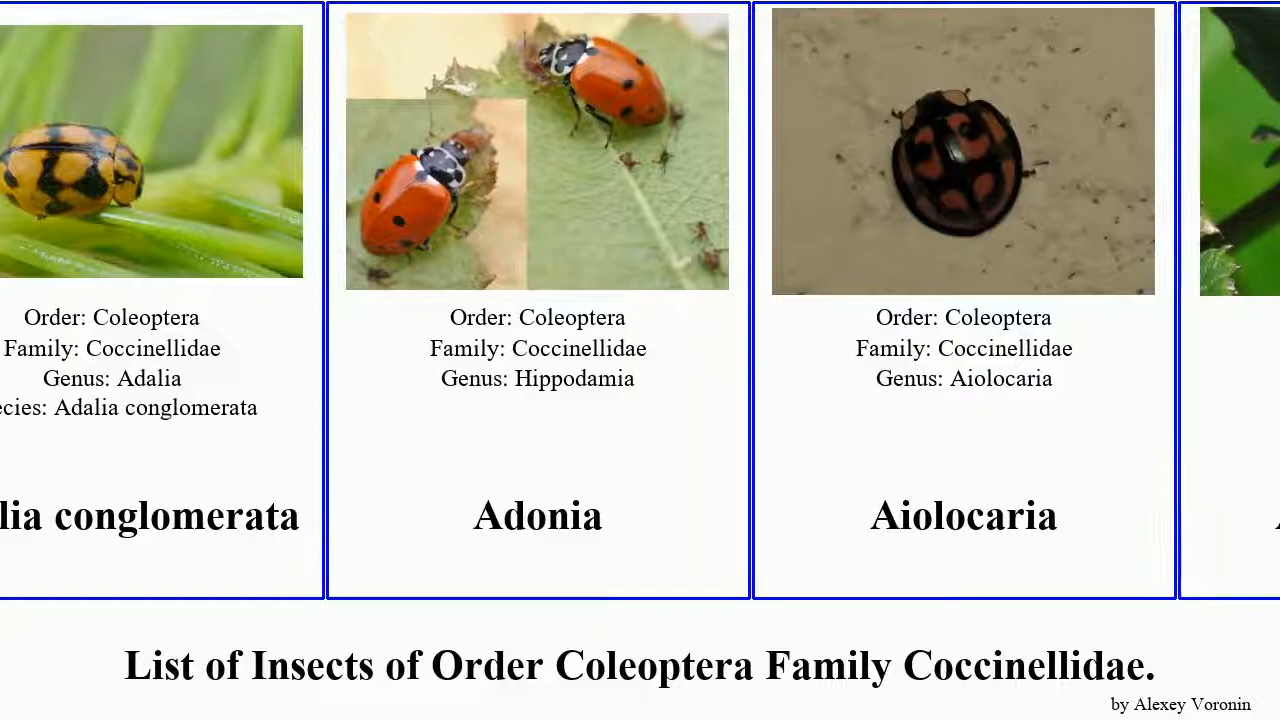 Order: Coleoptera
Family: Coccinellidae
Genus: Adalia
ecies: Adalia conglomerata
lia conglomerata
Order: Coleoptera
Family: Coccinellidae
Genus: Hippodamia
Adonia
Order: Coleoptera
Family: Coccinellidae
Genus: Aiolocaria
Aiolocaria
List of Insects of Order Coleoptera Family Coccinellidae.
by Alexey Voronin